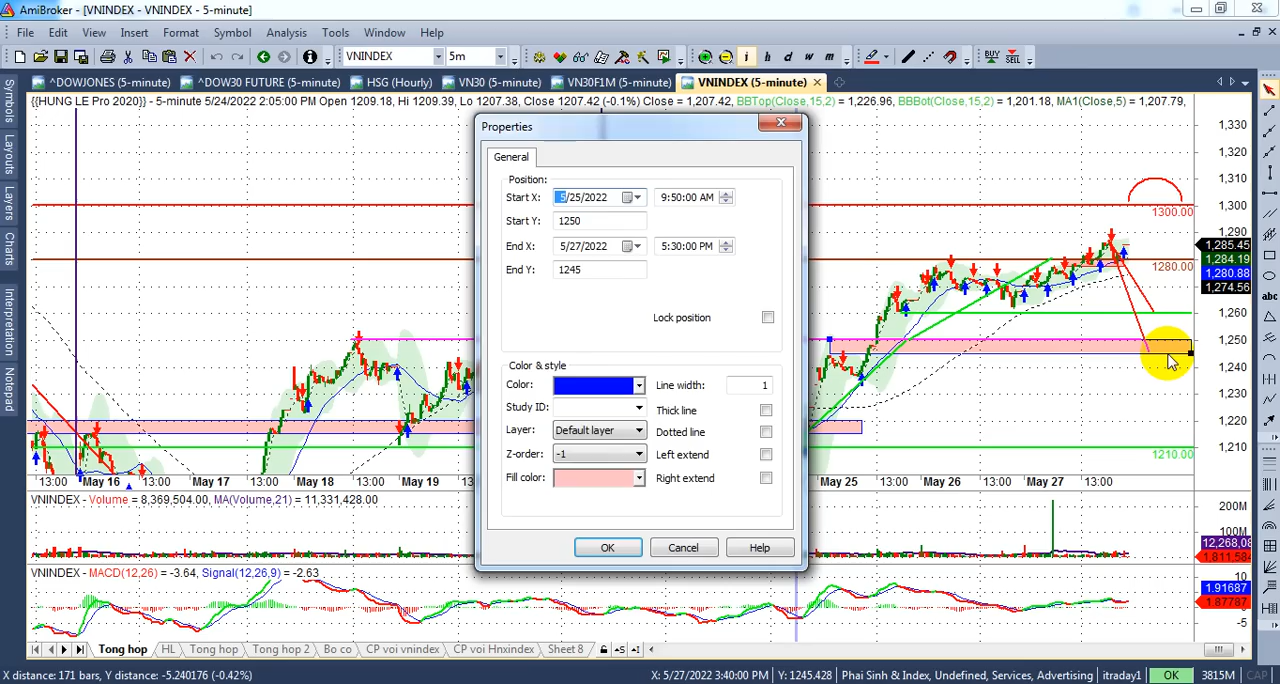 AmiBroker - [VNINDEX - VNINDEX - 5-minute]
File Edit View Insert Format Symbol Analysis Tools Window Help
VNINDEX 5m i h d w m BUY SELL
^DOWJONES (5-minute) ^DOW30 FUTURE (5-minute) HSG (Hourly) VN30 (5-minute) VN30F1M (5-minute) VNINDEX (5-minute)
{{HUNG LE Pro 2020}} - 5-minute 5/24/2022 2:05:00 PM Open 1209.18, Hi 1209.39, Lo 1207.38, Close 1207.42 (-0.1%) Close = 1,207.42, BBTop(Close,15,2) = 1,226.96, BBBot(Close,15,2) = 1,201.18, MA1(Close,5) = 1,207.79,
Symbols
Layouts
Layers
Charts
Interpretation
Notepad
Properties
General
Position:
Start X: 5/25/2022 9:50:00 AM
Start Y: 1250
End X: 5/27/2022 5:30:00 PM
End Y: 1245
Lock position
Color & style
Color: Line width: 1
Study ID: Thick line
Layer: Default layer Dotted line
Z-order: -1 Left extend
Fill color: Right extend
OK Cancel Help
1,330
1,320
1,310
1,300
1300.00
1,290
1,285.45
1,284.19
1280.00
1,280.88
1,274.56
1,260
1,250
1,240
1,230
1,220
1,210
1210.00
abc
13:00 May 16 13:00 May 17 13:00 May 18 13:00 May 19 13:00 May 25 13:00 May 26 13:00 May 27 13:00
VNINDEX - Volume = 8,369,504.00, MA(Volume,21) = 11,331,428.00
200M
100M
12,268,08
1,811,584
VNINDEX - MACD(12,26) = -3.64, Signal(12,26,9) = -2.63
10
1.91687
1.87787
-5
Tong hop HL Tong hop Tong hop 2 Bo co CP voi vnindex CP voi Hnxindex Sheet 8
X distance: 171 bars, Y distance: -5.240176 (-0.42%) X: 5/27/2022 3:40:00 PM Y: 1245.428 Phai Sinh & Index, Undefined, Services, Advertising itraday1 OK 3815M CAP